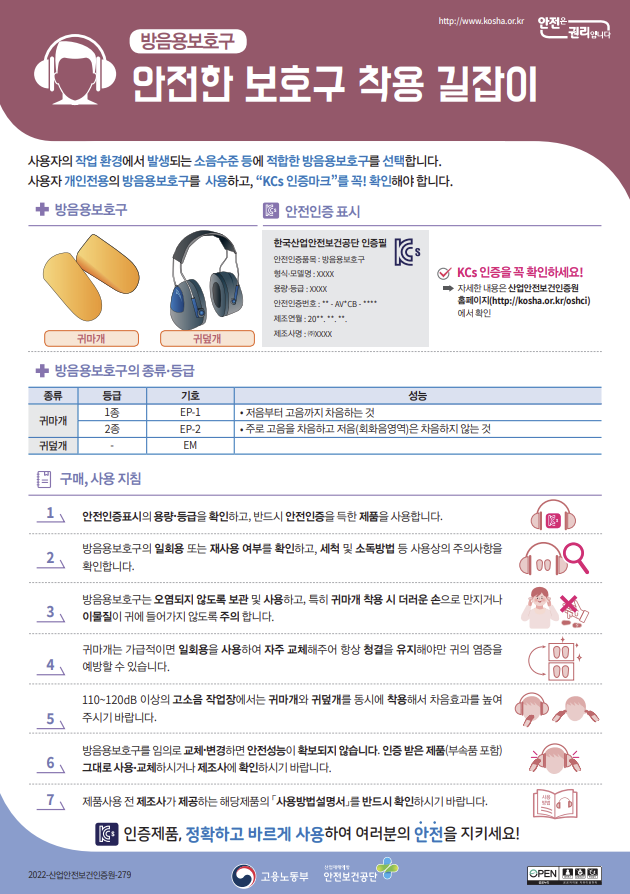 http://www.kosha.or.kr
안전은
권리입니다
방음용보호구
안전한 보호구 착용 길잡이
사용자의 작업 환경에서 발생되는 소음수준 등에 적합한 방음용보호구를 선택합니다.
사용자 개인전용의 방음용보호구를 사용하고, “KCs 인증마크”를 꼭! 확인해야 합니다.
방음용보호구
귀마개
귀덮개
안전인증 표시
한국산업안전보건공단 인증필
안전인증품목 : 방음용보호구
형식·모델명 : XXXX
용량·등급 : XXXX
안전인증번호 : ** - AV*CB - ****
제조연월 : 20**. **. **.
제조사명 : ㈜XXXX
KCs
KCs 인증을 꼭 확인하세요!
자세한 내용은 산업안전보건인증원
홈페이지(http://kosha.or.kr/oshci)
에서 확인
방음용보호구의 종류·등급
종류 등급 기호 성능
귀마개 1종 EP-1 • 저음부터 고음까지 차음하는 것
2종 EP-2 • 주로 고음을 차음하고 저음(회화음영역)은 차음하지 않는 것
귀덮개 - EM
구매, 사용 지침
1 안전인증표시의 용량·등급을 확인하고, 반드시 안전인증을 득한 제품을 사용합니다.
2 방음용보호구의 일회용 또는 재사용 여부를 확인하고, 세척 및 소독방법 등 사용상의 주의사항을
확인합니다.
3 방음용보호구는 오염되지 않도록 보관 및 사용하고, 특히 귀마개 착용 시 더러운 손으로 만지거나
이물질이 귀에 들어가지 않도록 주의 합니다.
4 귀마개는 가급적이면 일회용을 사용하여 자주 교체해주어 항상 청결을 유지해야만 귀의 염증을
예방할 수 있습니다.
5 110~120dB 이상의 고소음 작업장에서는 귀마개와 귀덮개를 동시에 착용해서 차음효과를 높여
주시기 바랍니다.
6 방음용보호구를 임의로 교체·변경하면 안전성능이 확보되지 않습니다. 인증 받은 제품(부속품 포함)
그대로 사용·교체하시거나 제조사에 확인하시기 바랍니다.
7 제품사용 전 제조사가 제공하는 해당제품의 「사용방법설명서」를 반드시 확인하시기 바랍니다.
사용
방법
KCs 인증제품, 정확하고 바르게 사용하여 여러분의 안전을 지키세요!
2022-산업안전보건인증원-279
고용노동부
산업재해예방
안전보건공단
OPEN